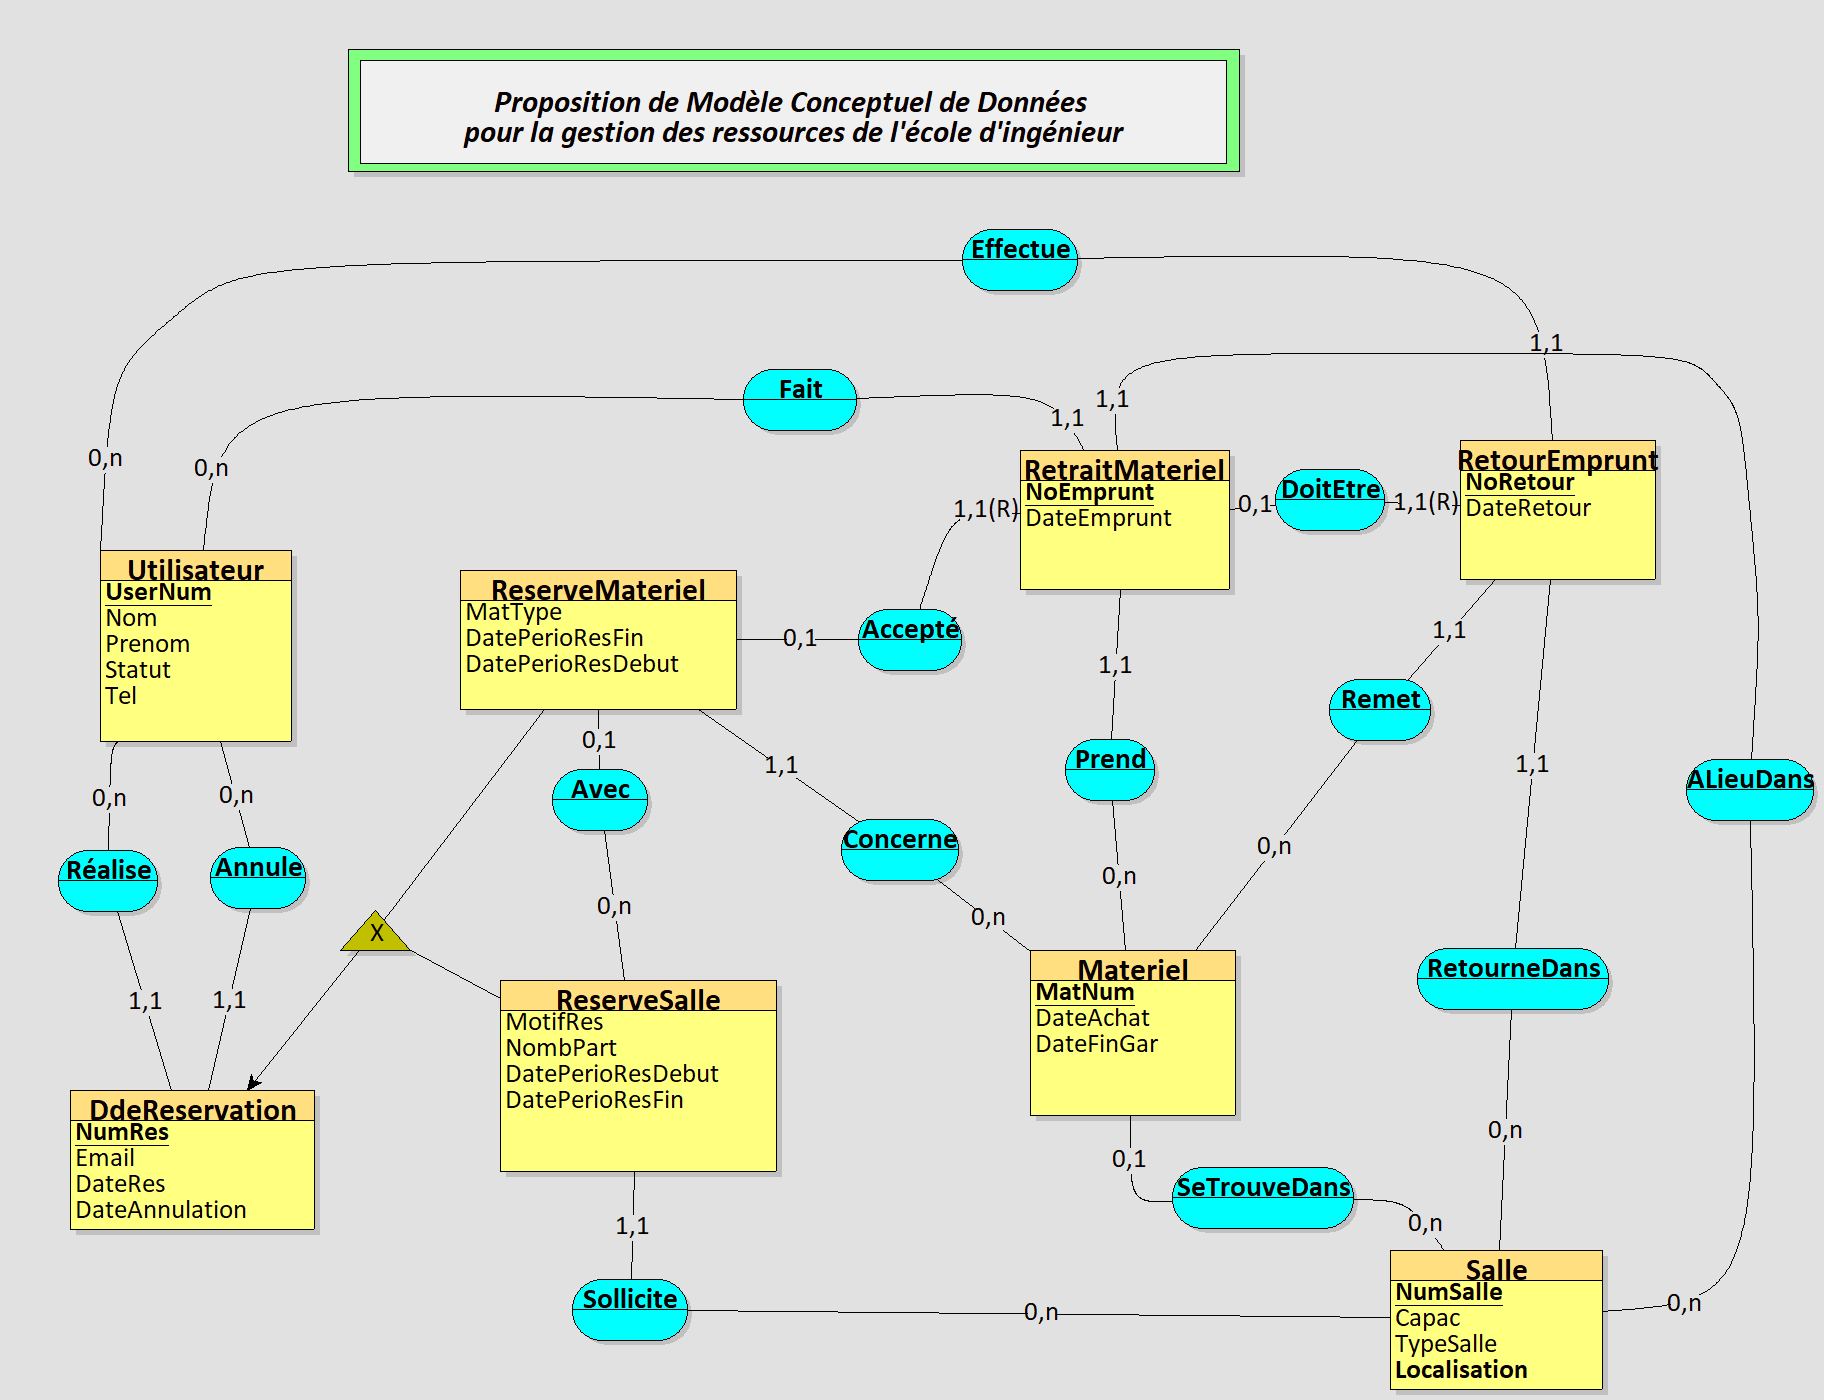 Proposition de Modèle Conceptuel de Données
pour la gestion des ressources de l'école d'ingénieur
Effectue
1,1
Fait
1,1
1,1
0,n
0,n
RetraitMateriel
NoEmprunt
DateEmprunt
1,1(R)
0,1
DoitEtre
1,1(R)
RetourEmprunt
NoRetour
DateRetour
Utilisateur
UserNum
Nom
Prenom
Statut
Tel
ReserveMateriel
MatType
DatePerioResFin
DatePerioResDebut
0,1
Accepté
1,1
1,1
Remet
0,1
1,1
Prend
1,1
ALieuDans
0,n
0,n
Avec
Concerne
0,n
0,n
Réalise
Annule
0,n
0,n
X
1,1
1,1
ReserveSalle
MotifRes
NombPart
DatePerioResDebut
DatePerioResFin
Materiel
MatNum
DateAchat
DateFinGar
RetourneDans
DdeReservation
NumRes
Email
DateRes
DateAnnulation
0,n
0,1
SeTrouveDans
0,n
1,1
Sollicite
0,n
Salle
NumSalle
Capac
TypeSalle
Localisation
0,n